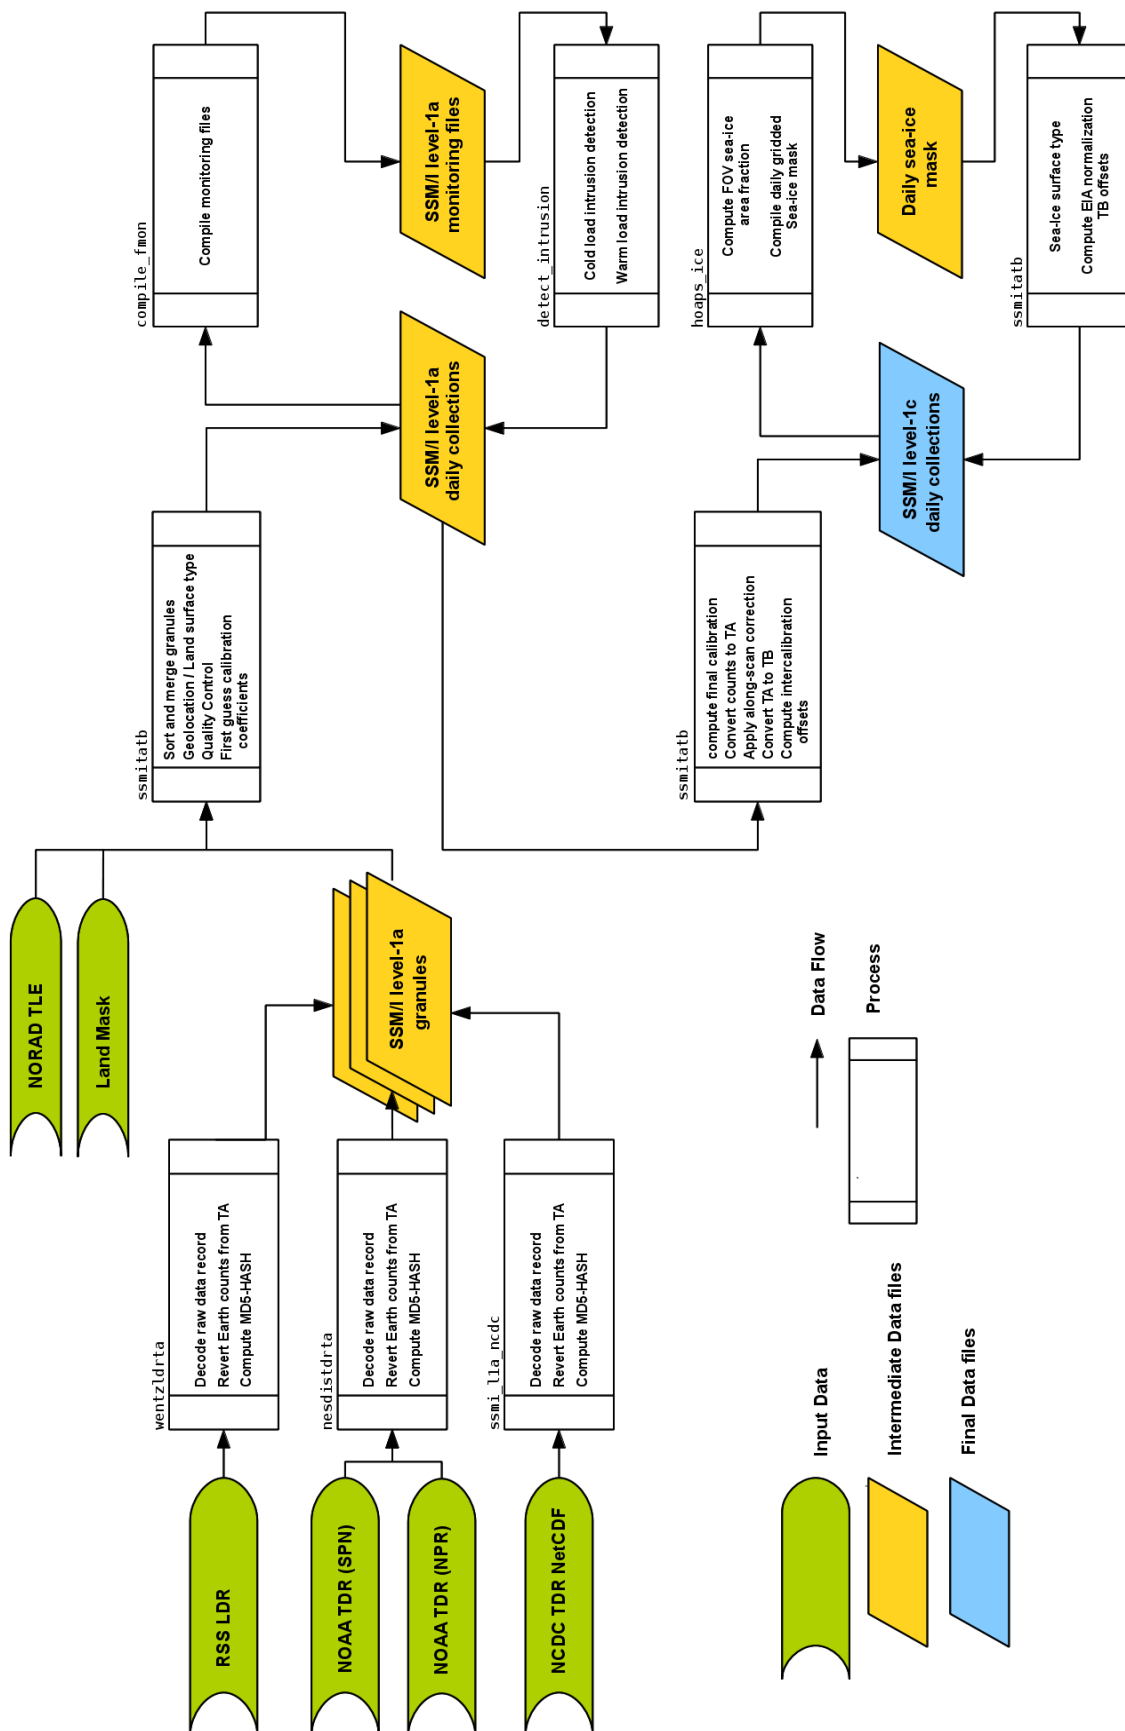 RSS LDR
NOAA TDR (SPN)
NOAA TDR (NPR)
NCDC TDR NetCDF
wentzldrta
Decode raw data record
Revert Earth counts from TA
Compute MD5-HASH
nesdistdrta
Decode raw data record
Revert Earth counts from TA
Compute MD5-HASH
ssmi_l1a_ncdc
Decode raw data record
Revert Earth counts from TA
Compute MD5-HASH
NORAD TLE
Land Mask
SSM/I level-1a
granules
ssmitatb
Sort and merge granules
Geolocation / Land surface type
Quality Control
First guess calibration
coefficients
SSM/I level-1a
daily collections
compile_fmon
Compile monitoring files
SSM/I level-1a
monitoring files
detect_intrusion
Cold load intrusion detection
Warm load intrusion detection
ssmitatb
compute final calibration
Convert counts to TA
Apply along-scan correction
Convert TA to TB
Compute intercalibration
offsets
SSM/I level-1c
daily collections
hoaps_ice
Compute FOV sea-ice
area fraction
Compile daily gridded
Sea-ice mask
Daily sea-ice
mask
ssmitatb
Sea-Ice surface type
Compute EIA normalization
TB offsets
Input Data
Intermediate Data files
Final Data files
Data Flow
Process